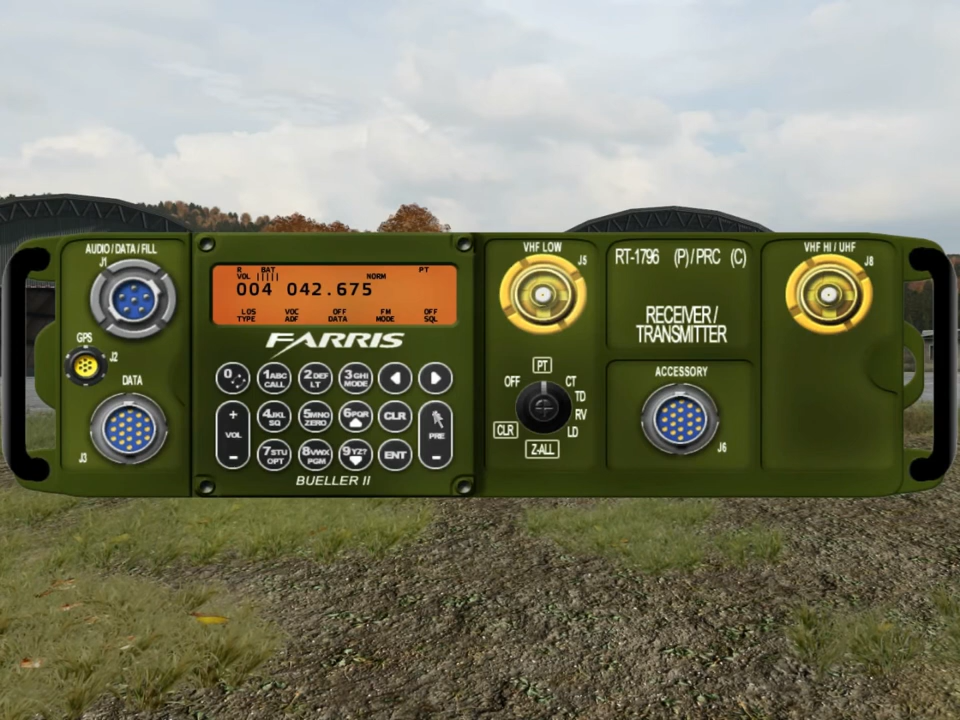 AUDIO / DATA / FILL
J1
GPS
J2
DATA
J3
R BAT PT
VOL NORM
004 042.675
LOS VOC OFF FM OFF
TYPE ADF DATA MODE SQL
FARRIS
0 1ABC CALL 2DEF LT 3GHI MODE
+ VOL - 4JKL SQ 5MNO ZERO 6PQR CLR PRE -
7STU OPT 8VWX PGM 9YZ? ENT
BUELLER II
VHF LOW
J5
PT
OFF CT
TD
RV
CLR LD
Z-ALL
RT-1796 (P) / PRC (C)
RECEIVER /
TRANSMITTER
ACCESSORY
J6
VHF HI / UHF
J8